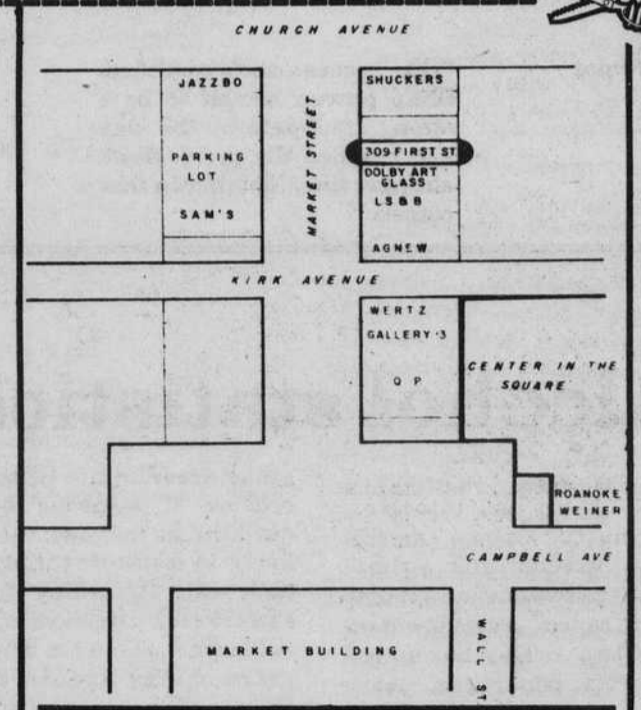 CHURCH AVENUE
JAZZBO
SHUCKERS
MARKET STREET
309 FIRST ST
DOLBY ART
GLASS
PARKING
LOT
LS&B
SAM'S
AGNEW
KIRK AVENUE
WERTZ
GALLERY·3
CENTER IN THE
SQUARE
Q P
ROANOKE
WEINER
CAMPBELL AVE
WALL ST
MARKET BUILDING